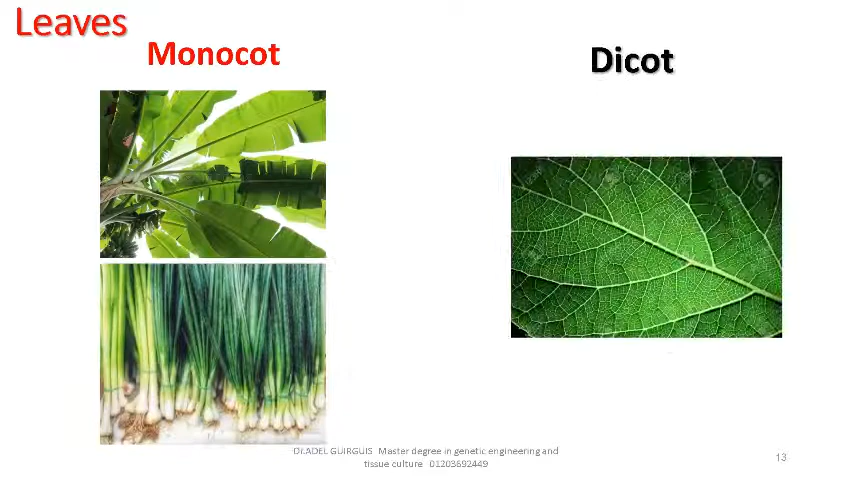 Leaves
Monocot
Dicot
Dr.ADEL GUIRGUIS Master degree in genetic engineering and
tissue culture 01203692449
13